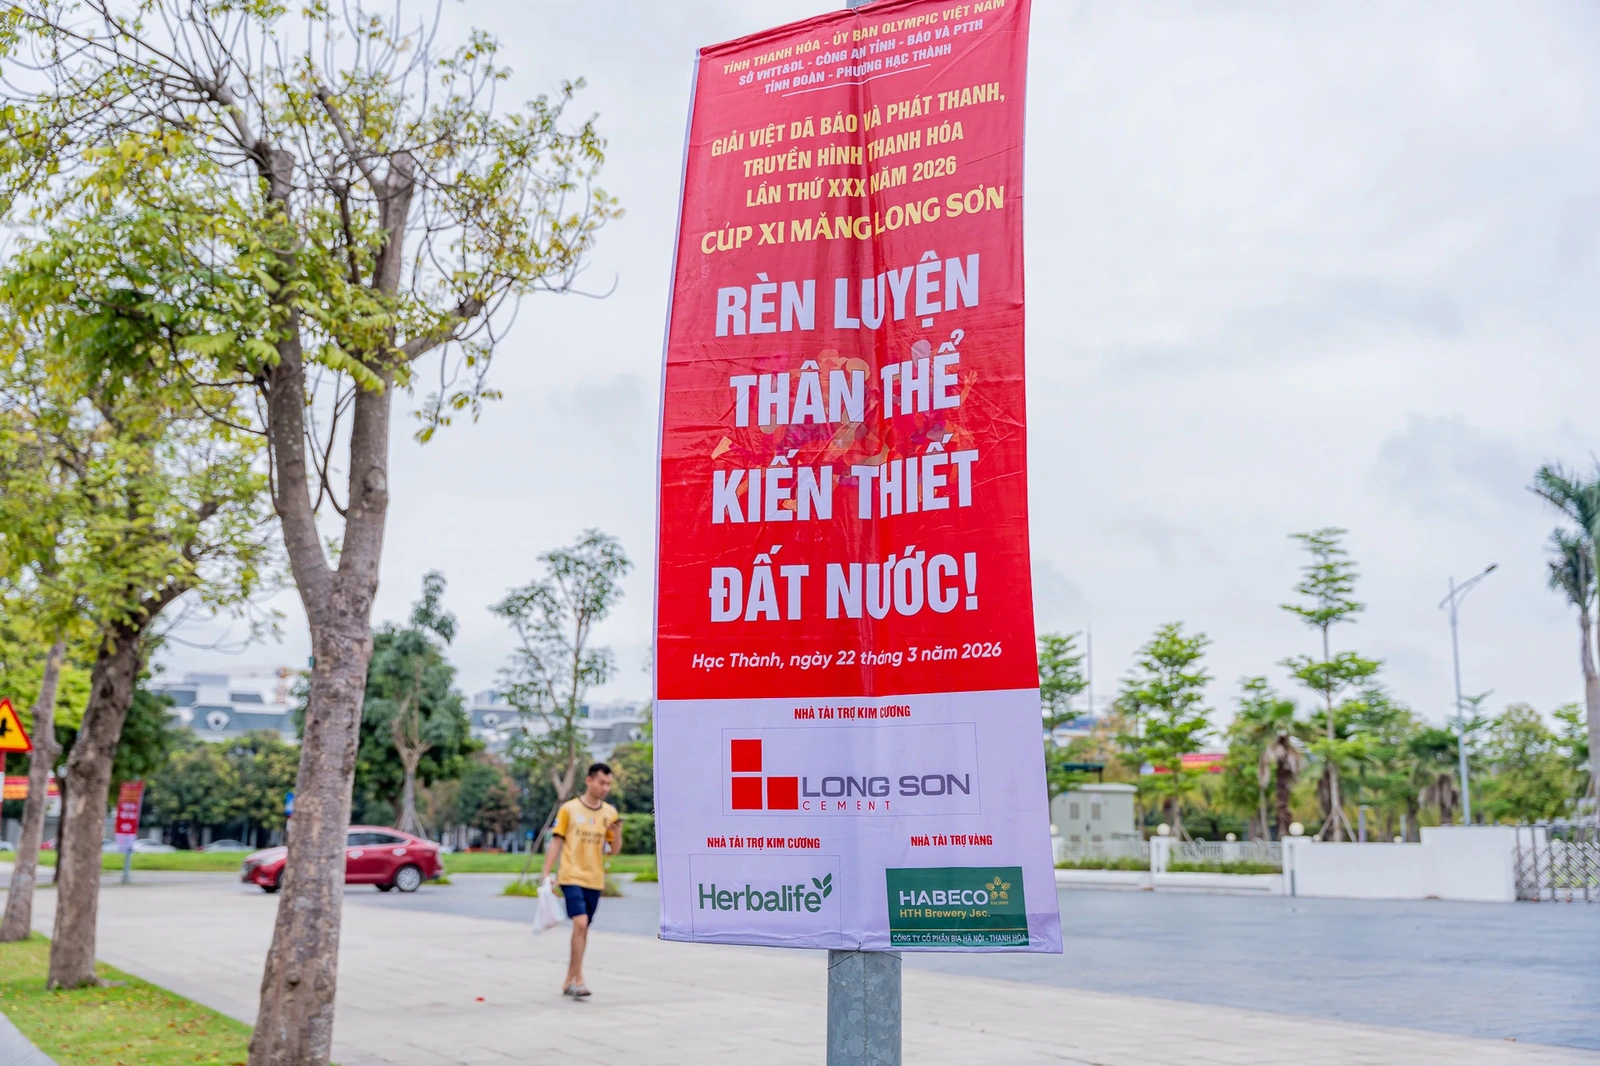 TỈNH THANH HÓA - ỦY BAN OLYMPIC VIỆT NAM
SỞ VHTT&DL - CÔNG AN TỈNH - BÁO VÀ PTTH
TỈNH ĐOÀN - PHƯỜNG HẠC THÀNH
GIẢI VIỆT DÃ BÁO VÀ PHÁT THANH,
TRUYỀN HÌNH THANH HÓA
LẦN THỨ XXX NĂM 2026
CÚP XI MĂNG LONG SƠN
RÈN LUYỆN
THÂN THỂ
KIẾN THIẾT
ĐẤT NƯỚC!
Hạc Thành, ngày 22 tháng 3 năm 2026
NHÀ TÀI TRỢ KIM CƯƠNG
LONG SON
CEMENT
NHÀ TÀI TRỢ KIM CƯƠNG
Herbalife
NHÀ TÀI TRỢ VÀNG
HABECO
HTH Brewery Jsc.
CÔNG TY CỔ PHẦN BIA HÀ NỘI - THANH HÓA